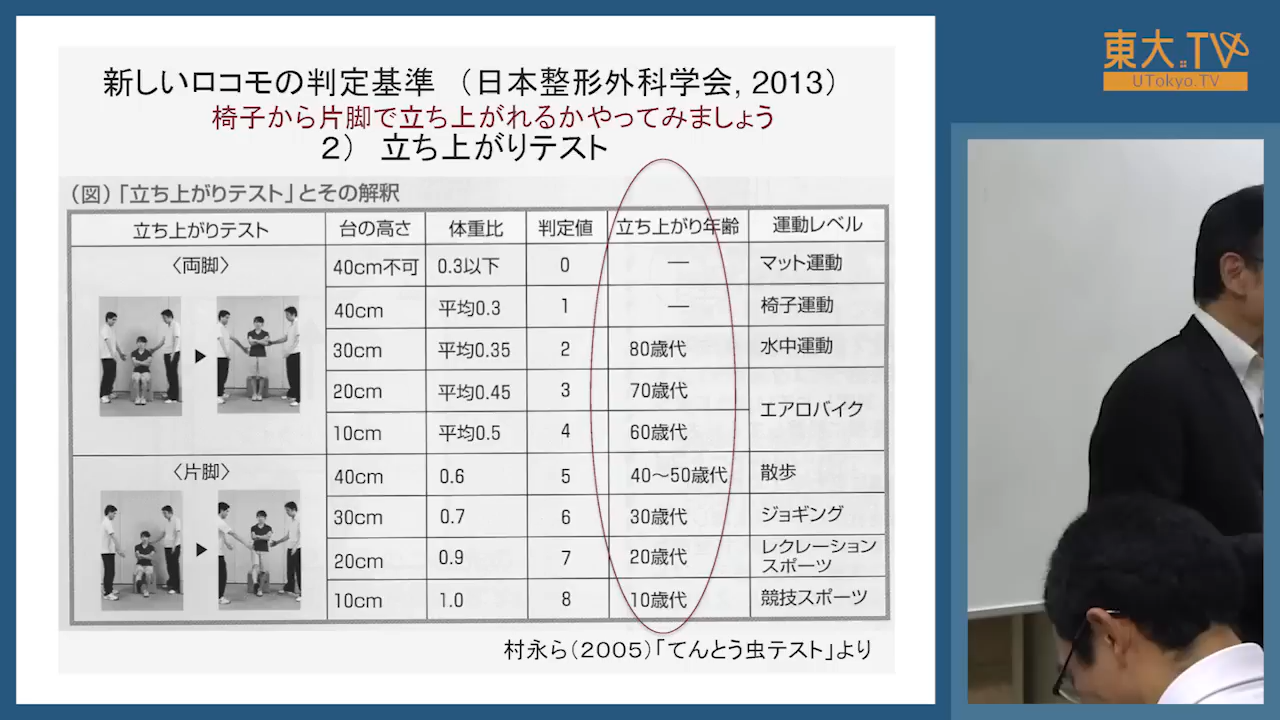 新しいロコモの判定基準 （日本整形外科学会, 2013）
椅子から片脚で立ち上がれるかやってみましょう
２） 立ち上がりテスト
（図）「立ち上がりテスト」とその解釈
立ち上がりテスト 台の高さ 体重比 判定値 立ち上がり年齢 運動レベル
〈両脚〉 40cm不可 0.3以下 0 ― マット運動
40cm 平均0.3 1 ― 椅子運動
30cm 平均0.35 2 80歳代 水中運動
20cm 平均0.45 3 70歳代 エアロバイク
10cm 平均0.5 4 60歳代
〈片脚〉 40cm 0.6 5 40〜50歳代 散歩
30cm 0.7 6 30歳代 ジョギング
20cm 0.9 7 20歳代 レクレーション
スポーツ
10cm 1.0 8 10歳代 競技スポーツ
村永ら（２００５）「てんとう虫テスト」より
東大.TV
UTokyo.TV